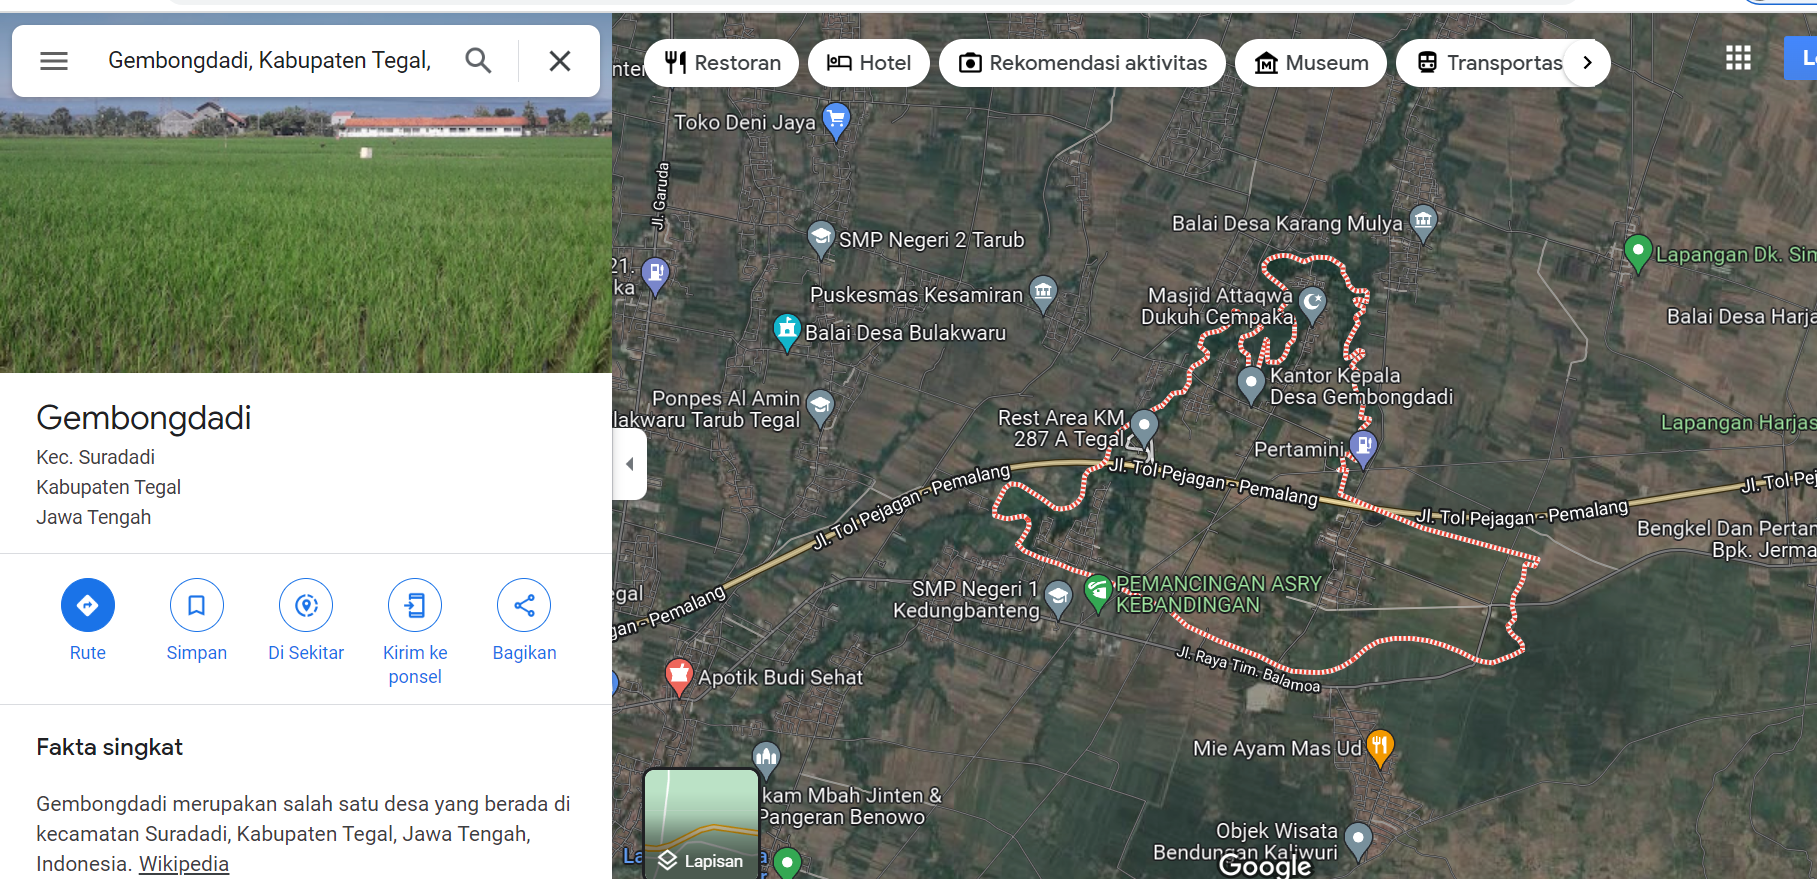 Gembongdadi, Kabupaten Tegal,
Restoran
Hotel
Rekomendasi aktivitas
Museum
Transportas
Toko Deni Jaya
Jl. Garuda
SMP Negeri 2 Tarub
Balai Desa Karang Mulya
Lapangan Dk. Sin
21.
ka
Puskesmas Kesamiran
Masjid Attaqwa
Dukuh Cempaka
Balai Desa Harja
Balai Desa Bulakwaru
Kantor Kepala
Desa Gembongdadi
Ponpes Al Amin
lakwaru Tarub Tegal
Rest Area KM
287 A Tegal
Lapangan Harjas
Pertamini
Jl. Tol Pejagan - Pemalang
Jl. Tol Pejagan - Pemalang
Jl. Tol Pejagan - Pemalang
Jl. Tol Pej
Bengkel Dan Pertan
Bpk. Jerma
SMP Negeri 1
Kedungbanteng
PEMANCINGAN ASRY
KEBANDINGAN
egal
gan - Pemalang
Jl. Raya Tim. Balamoa
Apotik Budi Sehat
Mie Ayam Mas Ud
kam Mbah Jinten &
Pangeran Benowo
Objek Wisata
Bendungan Kaliwuri
Lapisan
Google
Gembongdadi
Kec. Suradadi
Kabupaten Tegal
Jawa Tengah
Rute
Simpan
Di Sekitar
Kirim ke
ponsel
Bagikan
Fakta singkat
Gembongdadi merupakan salah satu desa yang berada di
kecamatan Suradadi, Kabupaten Tegal, Jawa Tengah,
Indonesia. Wikipedia